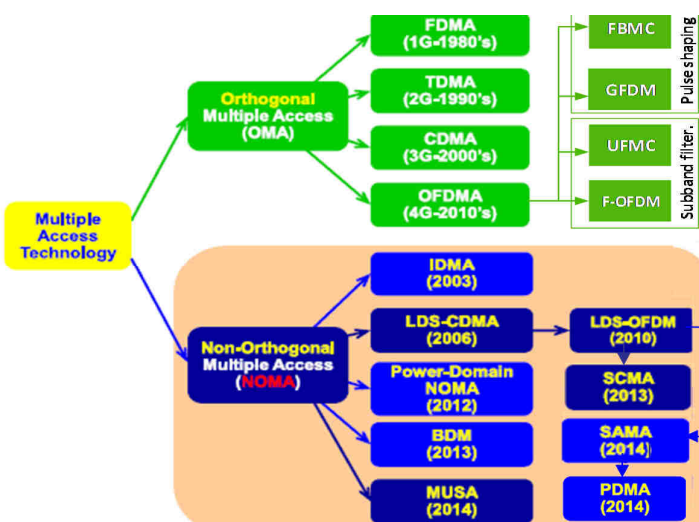 FDMA
(1G-1980's)
FBMC
Pulse shaping
Orthogonal
Multiple Access
(OMA)
TDMA
(2G-1990's)
GFDM
CDMA
(3G-2000's)
UFMC
Subband filter.
OFDMA
(4G-2010's)
F-OFDM
Multiple
Access
Technology
IDMA
(2003)
Non-Orthogonal
Multiple Access
(NOMA)
LDS-CDMA
(2006)
LDS-OFDM
(2010)
Power-Domain
NOMA
(2012)
SCMA
(2013)
BDM
(2013)
SAMA
(2014)
MUSA
(2014)
PDMA
(2014)